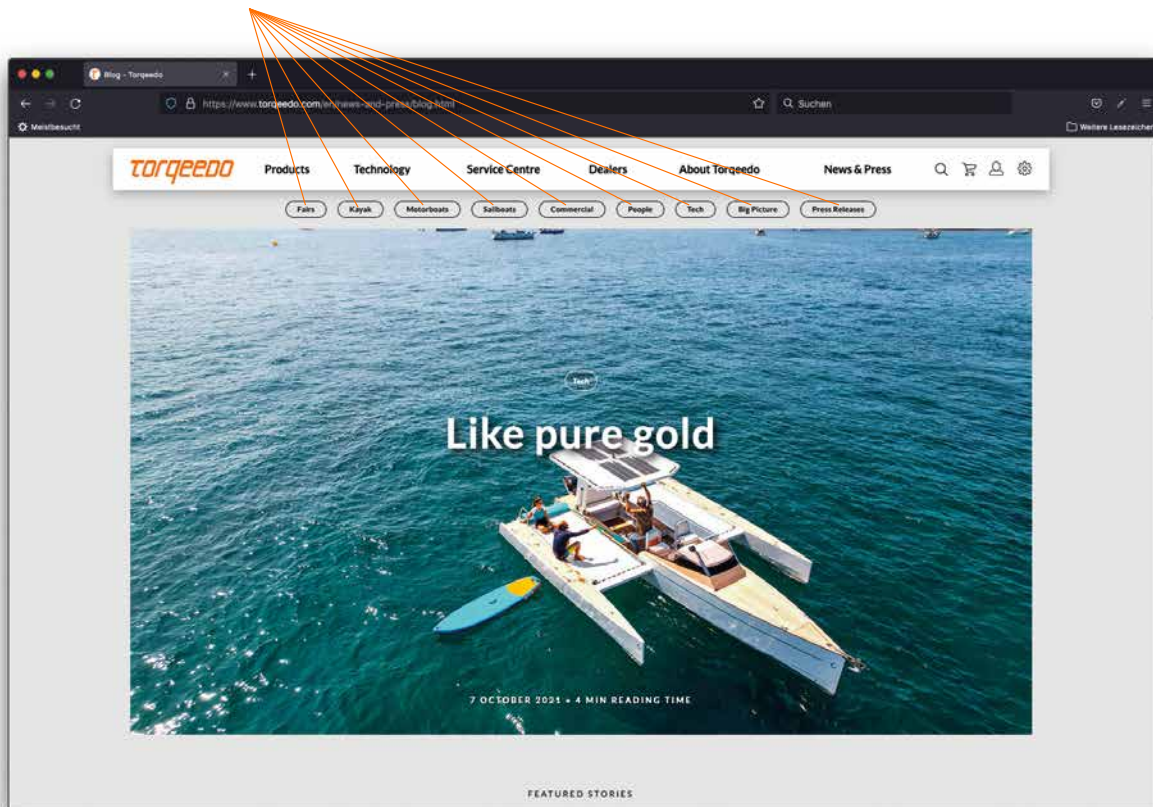 Blog - Torqeedo
https://www.torqeedo.com/en/news-and-press/blog.html
Suchen
Meistbesucht
Weitere Lesezeichen
TORQEEDO
Products Technology Service Centre Dealers About Torqeedo News & Press
Fairs Kayak Motorboats Sailboats Commercial People Tech Big Picture Press Releases
Tech
Like pure gold
7 OCTOBER 2021 • 4 MIN READING TIME
FEATURED STORIES